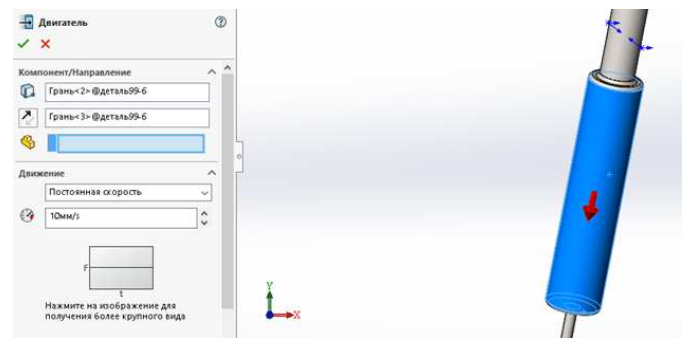 Двигатель
Компонент/Направление
Грань<2>@деталь99-6
Грань<3>@деталь99-6
Движение
Постоянная скорость
10мм/s
F
t
Нажмите на изображение для
получения более крупного вида
Y
X